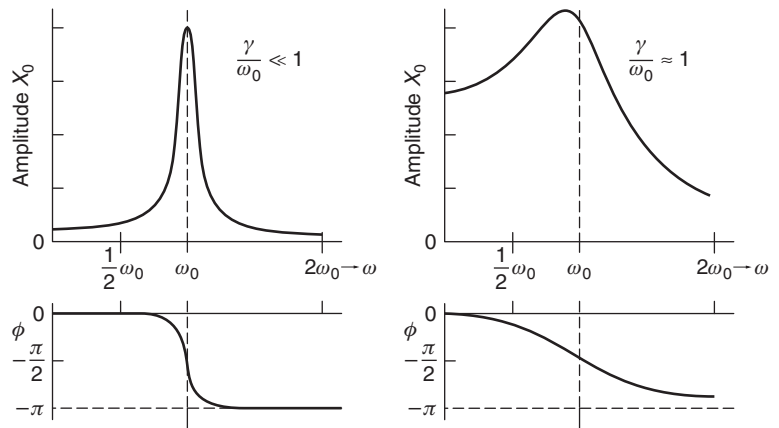 Amplitude X₀
γ/ω₀ ≪ 1
0
1/2 ω₀
ω₀
2ω₀→ω
ϕ
0
−π/2
−π
Amplitude X₀
γ/ω₀ ≈ 1
0
1/2 ω₀
ω₀
2ω₀→ω
ϕ
0
−π/2
−π